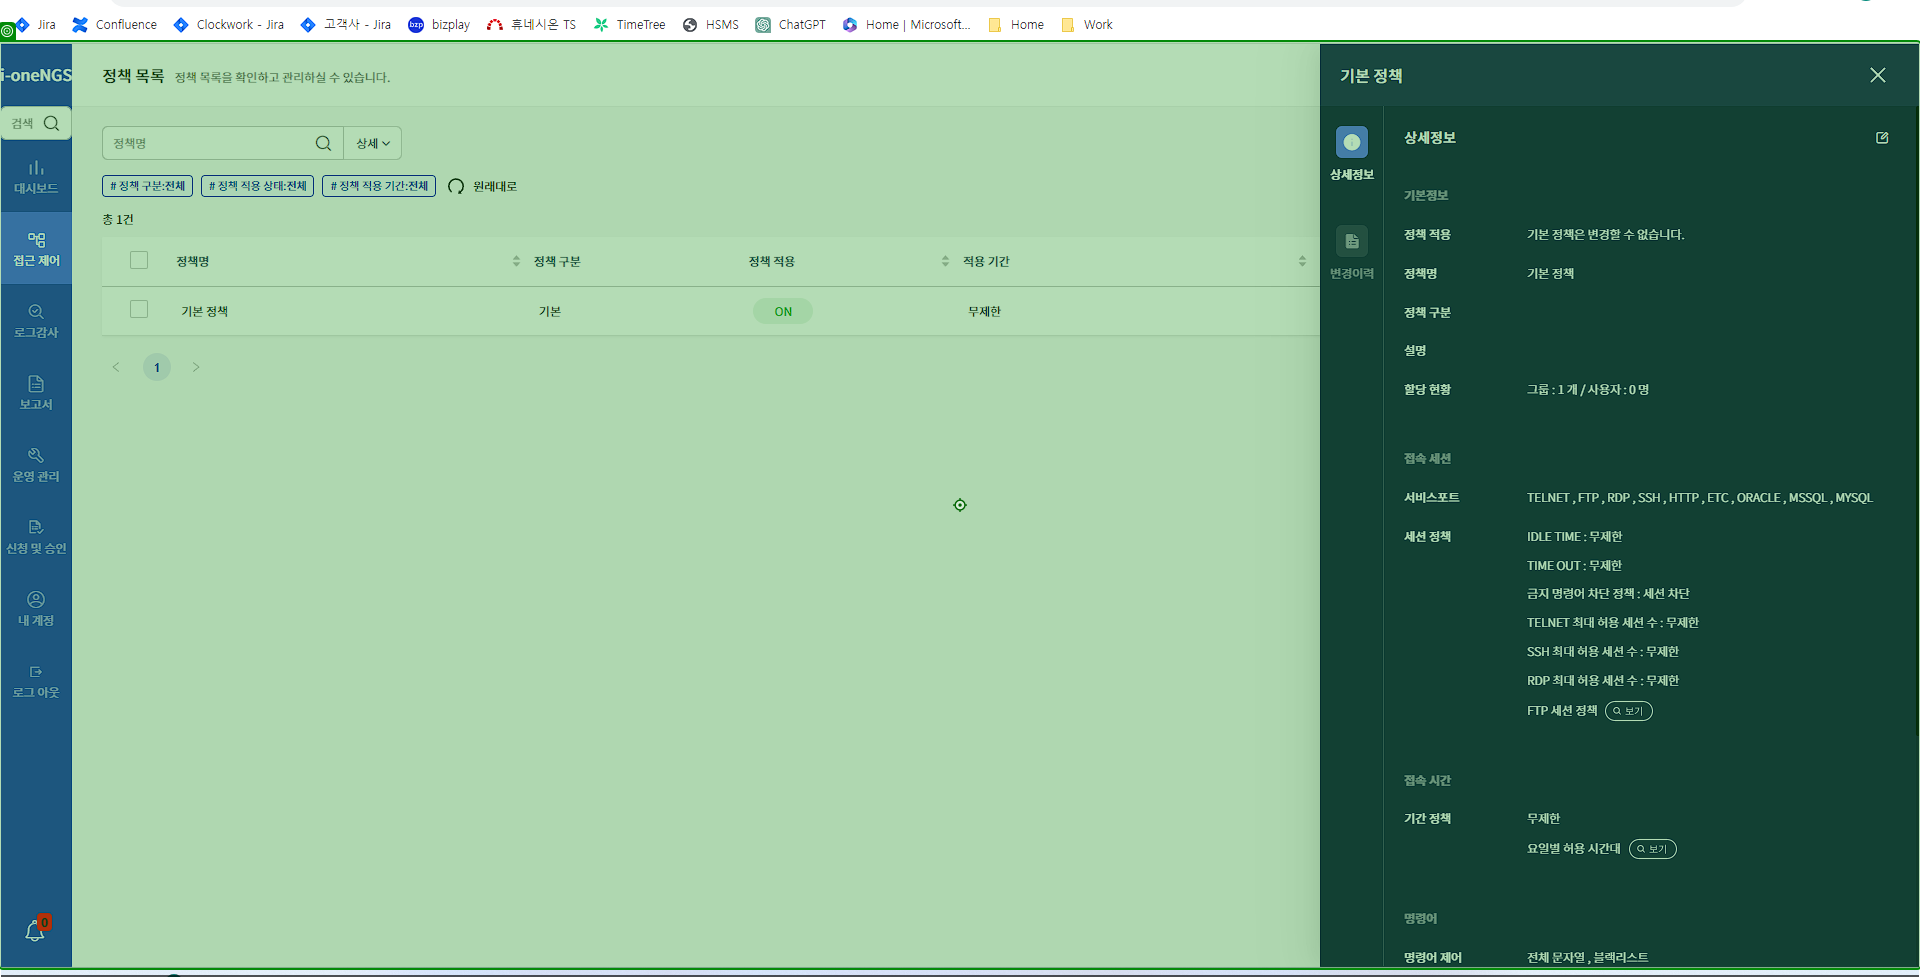 Jira Confluence Clockwork - Jira 고객사 - Jira bzp bizplay 휴네시온 TS TimeTree HSMS ChatGPT Home | Microsoft... Home Work
i-oneNGS
검색
대시보드
접근 제어
로그감사
보고서
운영 관리
신청 및 승인
내 계정
로그 아웃
0
정책 목록 정책 목록을 확인하고 관리하실 수 있습니다.
정책명 상세
# 정책 구분:전체 # 정책 적용 상태:전체 # 정책 적용 기간:전체 원래대로
총 1건
정책명 정책 구분 정책 적용 적용 기간
기본 정책 기본 ON 무제한
< 1 >
기본 정책
상세정보
변경이력
상세정보
기본정보
정책 적용 기본 정책은 변경할 수 없습니다.
정책명 기본 정책
정책 구분
설명
할당 현황 그룹 : 1 개 / 사용자 : 0 명
접속 세션
서비스포트 TELNET , FTP , RDP , SSH , HTTP , ETC , ORACLE , MSSQL , MYSQL
세션 정책 IDLE TIME : 무제한
TIME OUT : 무제한
금지 명령어 차단 정책 : 세션 차단
TELNET 최대 허용 세션 수 : 무제한
SSH 최대 허용 세션 수 : 무제한
RDP 최대 허용 세션 수 : 무제한
FTP 세션 정책 보기
접속 시간
기간 정책 무제한
요일별 허용 시간대 보기
명령어
명령어 제어 전체 문자열 , 블랙리스트